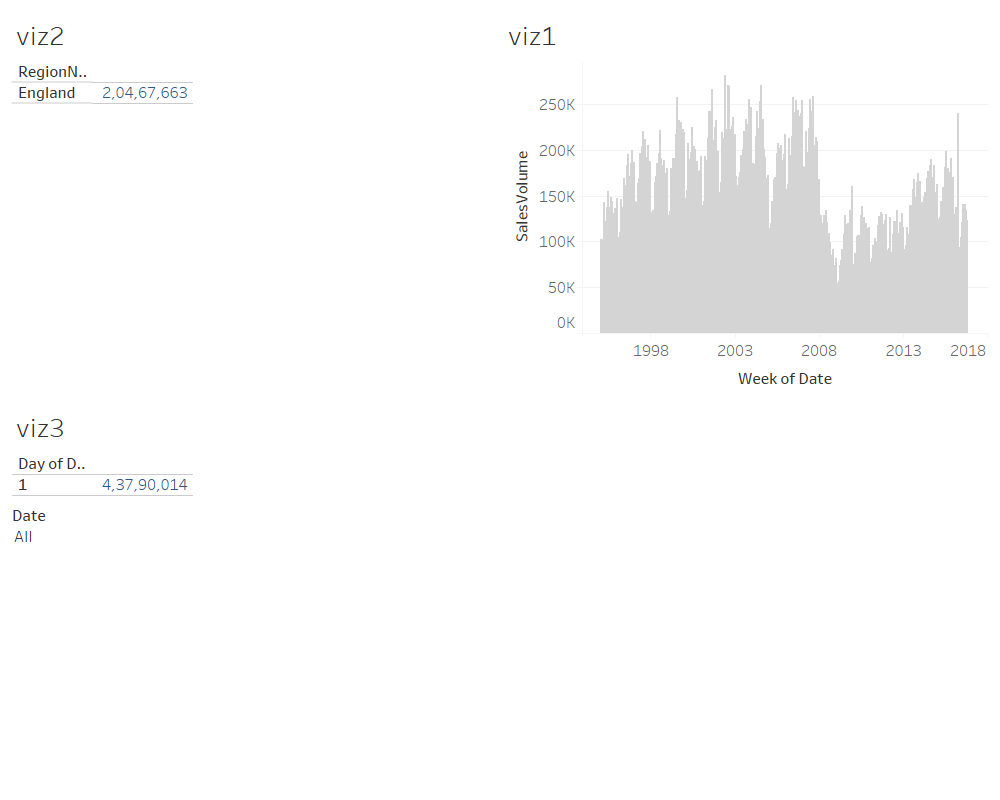 viz2
RegionN..
England 2,04,67,663
viz1
250K
200K
150K
100K
50K
0K
SalesVolume
1998 2003 2008 2013 2018
Week of Date
viz3
Day of D..
1 4,37,90,014
Date
All